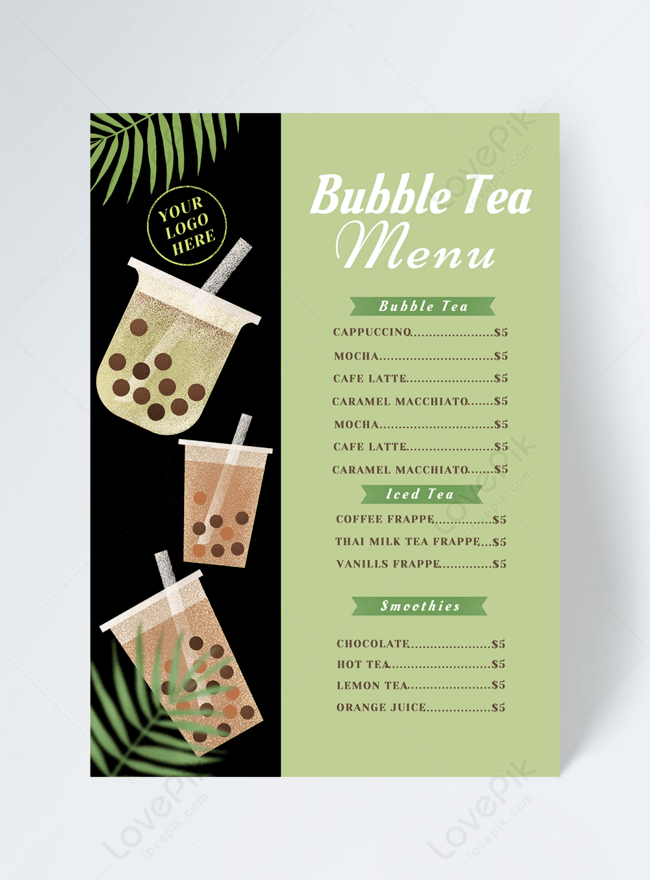 YOUR
LOGO
HERE
Bubble Tea
Menu
Bubble Tea
CAPPUCCINO.....................$5
MOCHA.............................$5
CAFE LATTE......................$5
CARAMEL MACCHIATO.......$5
MOCHA.............................$5
CAFE LATTE......................$5
CARAMEL MACCHIATO.......$5
Iced Tea
COFFEE FRAPPE...............$5
THAI MILK TEA FRAPPE...$5
VANILLS FRAPPE..............$5
Smoothies
CHOCOLATE.....................$5
HOT TEA..........................$5
LEMON TEA.....................$5
ORANGE JUICE.................$5
LovePik
lovepik.com
LovePik
lovepik.com